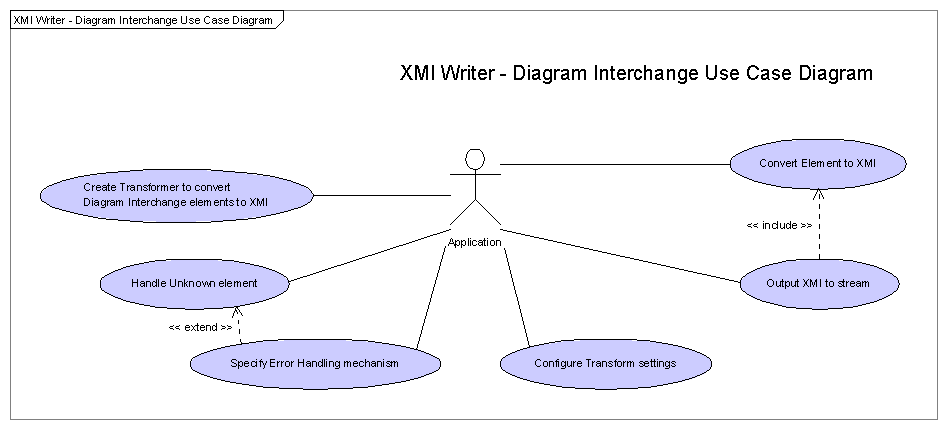 XMI Writer - Diagram Interchange Use Case Diagram
XMI Writer - Diagram Interchange Use Case Diagram
Convert Element to XMI
Create Transformer to convert
Diagram Interchange elements to XMI
<< include >>
Application
Handle Unknown element
Output XMI to stream
<< extend >>
Specify Error Handling mechanism
Configure Transform settings